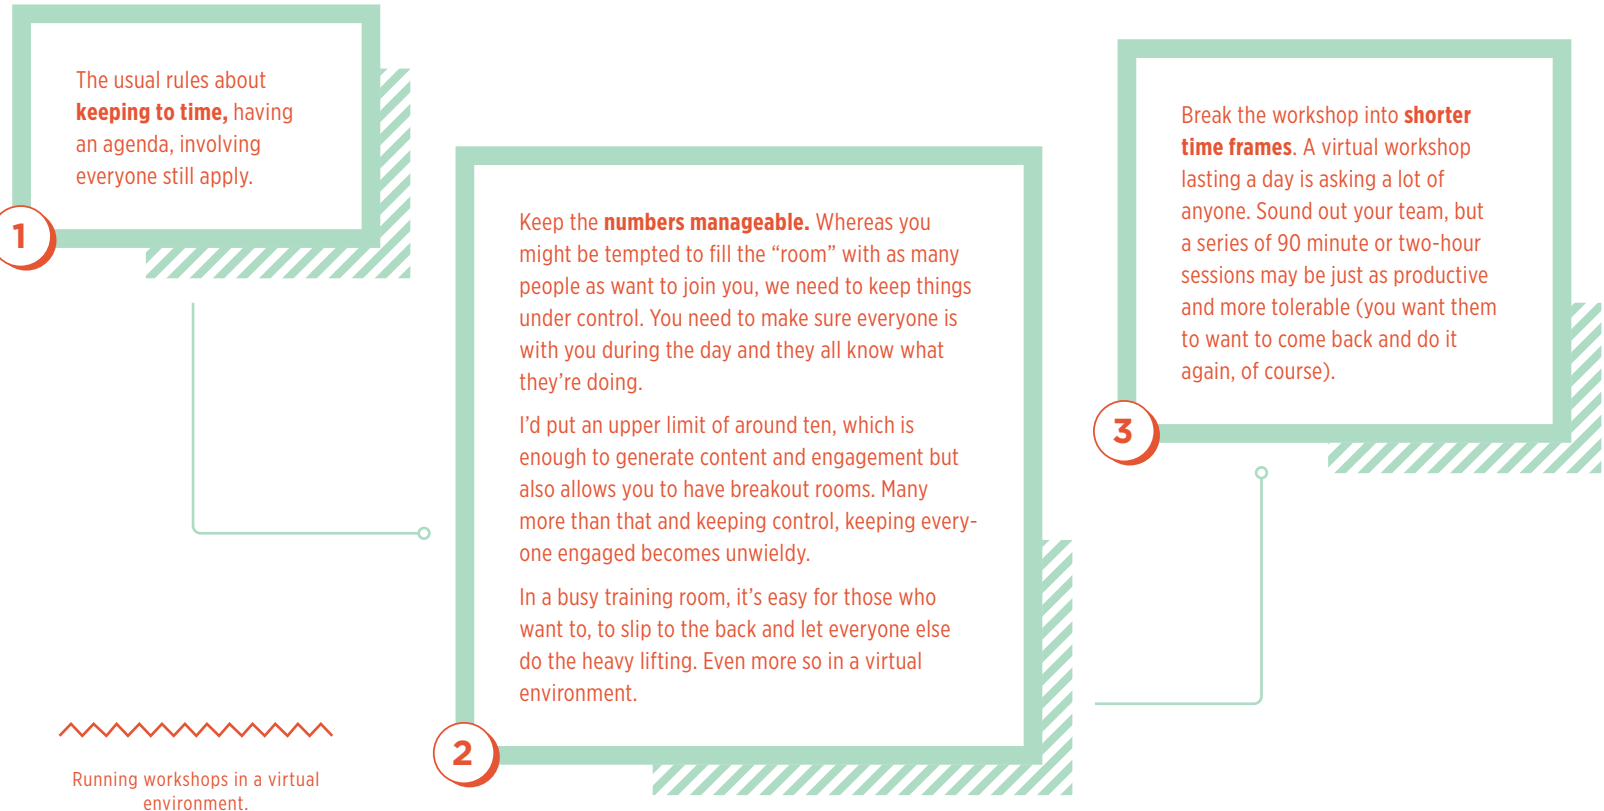 The usual rules about
keeping to time, having
an agenda, involving
everyone still apply.
1
Keep the numbers manageable. Whereas you
might be tempted to fill the “room” with as many
people as want to join you, we need to keep things
under control. You need to make sure everyone is
with you during the day and they all know what
they’re doing.
I’d put an upper limit of around ten, which is
enough to generate content and engagement but
also allows you to have breakout rooms. Many
more than that and keeping control, keeping every-
one engaged becomes unwieldy.
In a busy training room, it’s easy for those who
want to, to slip to the back and let everyone else
do the heavy lifting. Even more so in a virtual
environment.
2
Break the workshop into shorter
time frames. A virtual workshop
lasting a day is asking a lot of
anyone. Sound out your team, but
a series of 90 minute or two-hour
sessions may be just as productive
and more tolerable (you want them
to want to come back and do it
again, of course).
3
Running workshops in a virtual
environment.